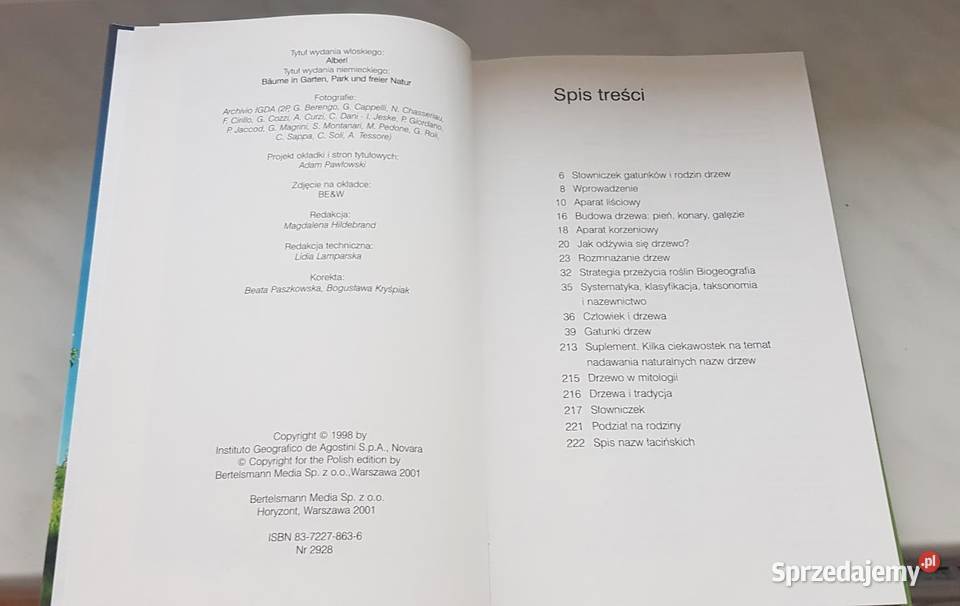 Tytuł wydania włoskiego:
Alberi
Tytuł wydania niemieckiego:
Bäume in Garten, Park und freier Natur
Fotografie:
Archivio IGDA (2P, G. Berengo, G. Cappelli, N. Chasseriau,
F. Cirillo, G. Cozzi, A. Curzi, C. Dani - I. Jeske, P. Giordano,
P. Jaccod, G. Magrini, S. Montanari, M. Pedone, G. Roli,
C. Sappa, C. Soli, A. Tessore)
Projekt okładki i stron tytułowych:
Adam Pawłowski
Zdjęcie na okładce:
BE&W
Redakcja:
Magdalena Hildebrand
Redakcja techniczna:
Lidia Lamparska
Korekta:
Beata Paszkowska, Bogusława Kryśpiak
Copyright © 1998 by
Instituto Geografico de Agostini S.p.A., Novara
© Copyright for the Polish edition by
Bertelsmann Media Sp. z o.o., Warszawa 2001
Bertelsmann Media Sp. z o.o.
Horyzont, Warszawa 2001
ISBN 83-7227-863-6
Nr 2928
Spis treści
6 Słowniczek gatunków i rodzin drzew
8 Wprowadzenie
10 Aparat liściowy
16 Budowa drzewa: pień, konary, gałęzie
18 Aparat korzeniowy
20 Jak odżywia się drzewo?
23 Rozmnażanie drzew
32 Strategia przeżycia roślin Biogeografia
35 Systematyka, klasyfikacja, taksonomia
i nazewnictwo
36 Człowiek i drzewa
39 Gatunki drzew
213 Suplement. Kilka ciekawostek na temat
nadawania naturalnych nazw drzew
215 Drzewo w mitologii
216 Drzewa i tradycja
217 Słowniczek
221 Podział na rodziny
222 Spis nazw łacińskich
Sprzedajemy.pl